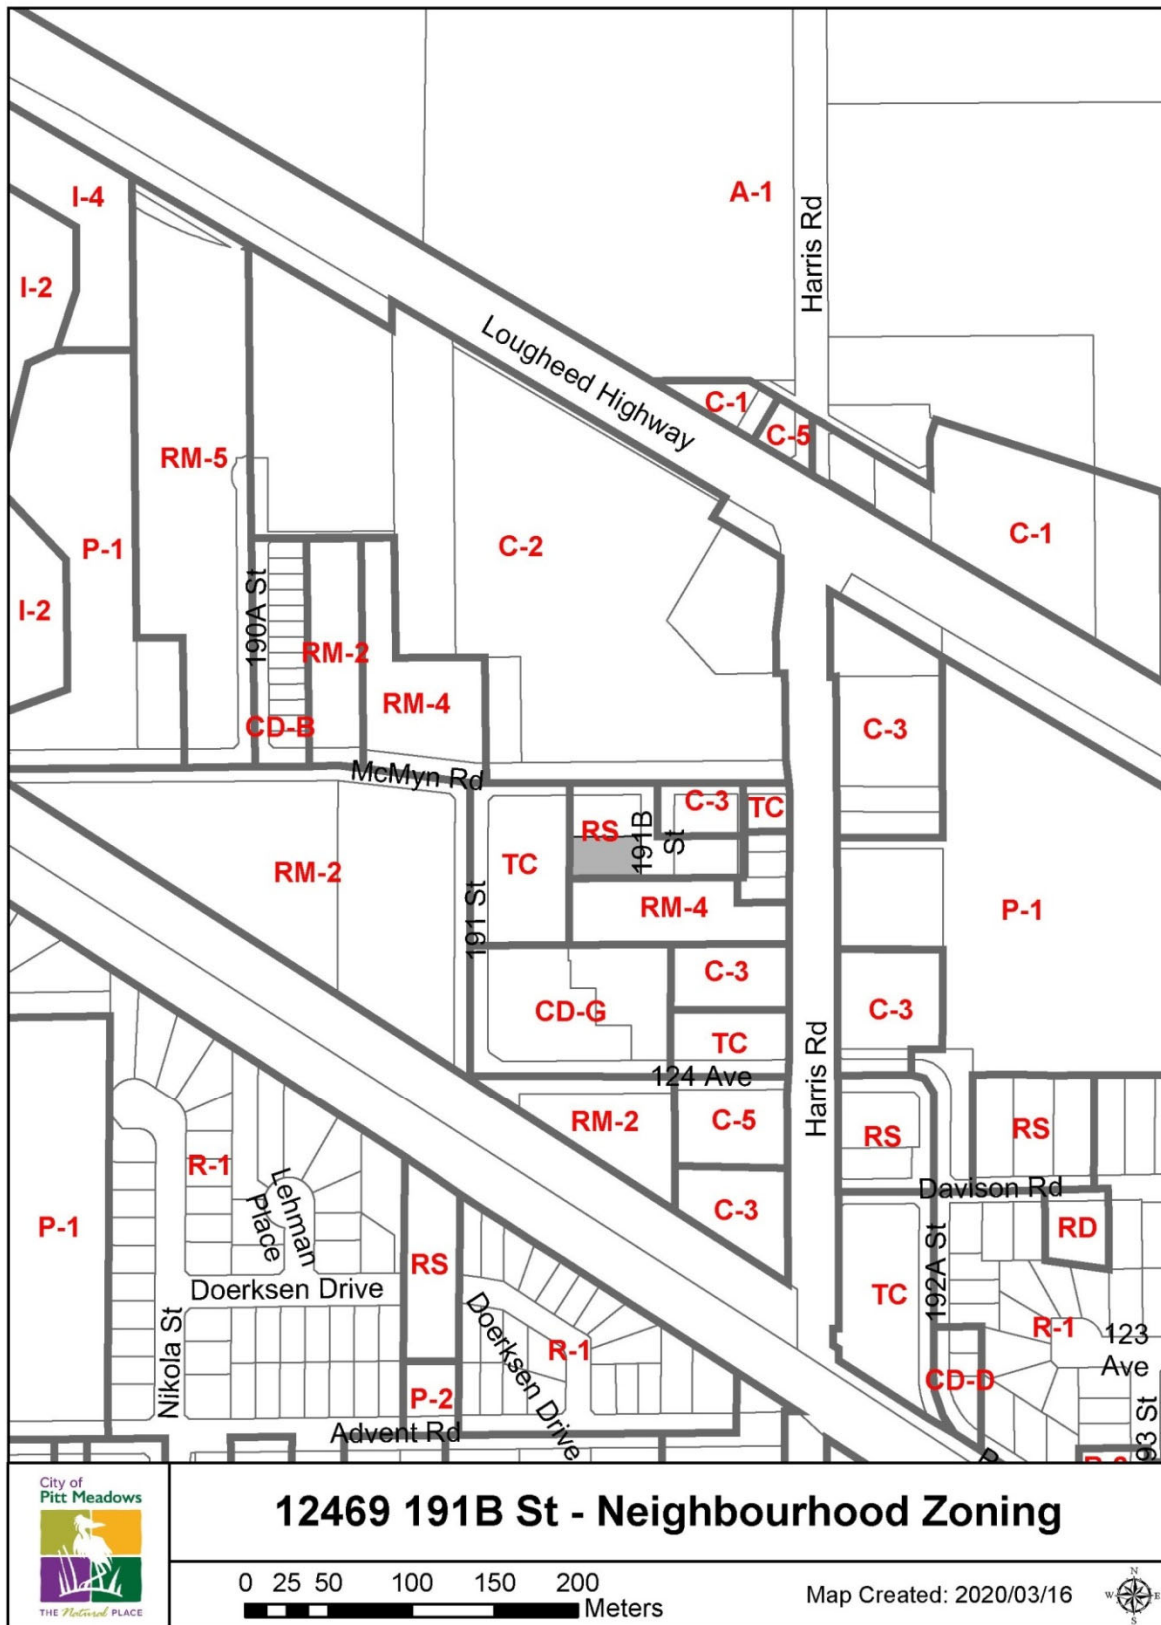 A-1
I-4
Harris Rd
I-2
Lougheed Highway
C-1
C-5
RM-5
C-1
P-1
C-2
I-2
190A St
RM-2
RM-4
CD-B
C-3
McMyn Rd
C-3
TC
RS
191B
St
RM-2
TC
191 St
RM-4
P-1
C-3
CD-G
C-3
TC
124 Ave
Harris Rd
RM-2
C-5
RS
RS
R-1
Lehman
Place
Davison Rd
P-1
C-3
RD
RS
192A St
Doerksen Drive
TC
Nikola St
Doerksen Drive
R-1
R-1
123
Ave
CD-D
P-2
Advent Rd
93 St
City of
Pitt Meadows
THE Natural PLACE
12469 191B St - Neighbourhood Zoning
0 25 50 100 150 200
Meters
Map Created: 2020/03/16
N
W E
S